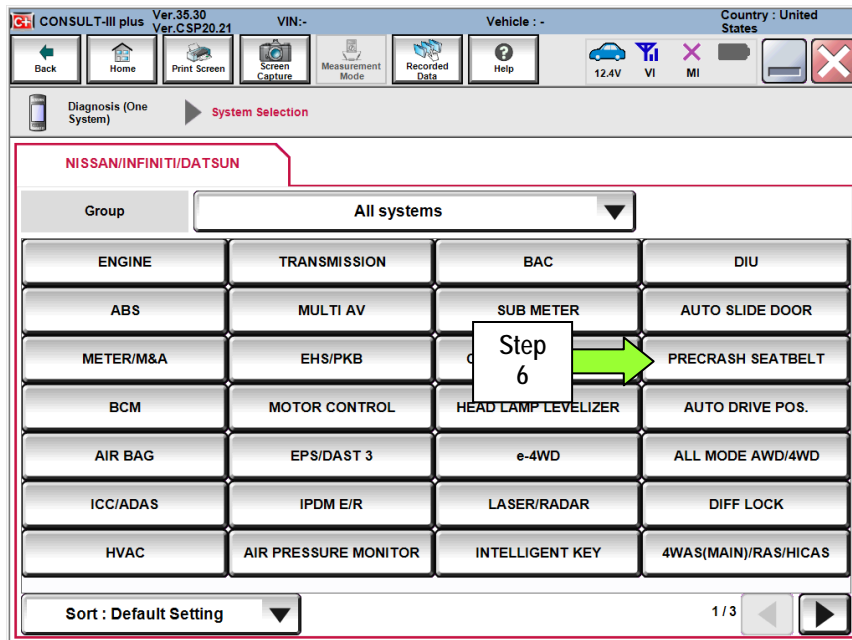 C+ CONSULT-III plus Ver.35.30 VIN:- Vehicle : - Country : United
Ver.CSP20.21 States
Back Home Print Screen Screen Capture Measurement Mode Recorded Data Help 12.4V VI MI
Diagnosis (One System) System Selection
NISSAN/INFINITI/DATSUN
Group All systems
ENGINE TRANSMISSION BAC DIU
ABS MULTI AV SUB METER AUTO SLIDE DOOR
METER/M&A EHS/PKB PRECRASH SEATBELT
Step
6
BCM MOTOR CONTROL HEAD LAMP LEVELIZER AUTO DRIVE POS.
AIR BAG EPS/DAST 3 e-4WD ALL MODE AWD/4WD
ICC/ADAS IPDM E/R LASER/RADAR DIFF LOCK
HVAC AIR PRESSURE MONITOR INTELLIGENT KEY 4WAS(MAIN)/RAS/HICAS
Sort : Default Setting 1 / 3